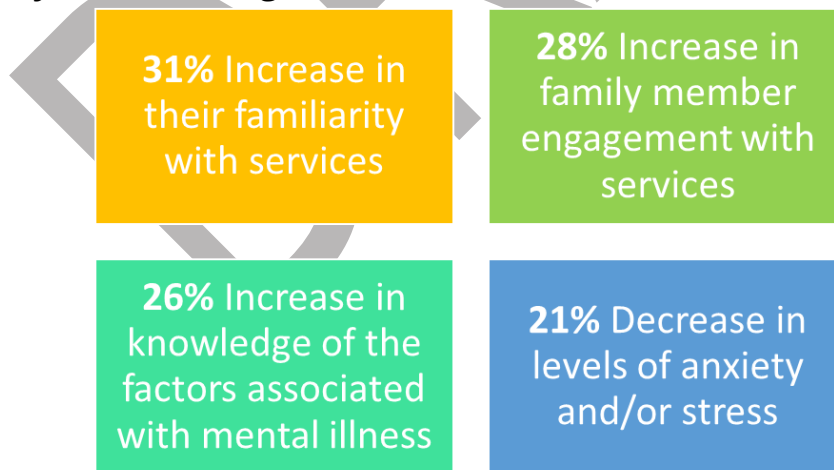 31% Increase in
their familiarity
with services
28% Increase in
family member
engagement with
services
26% Increase in
knowledge of the
factors associated
with mental illness
21% Decrease in
levels of anxiety
and/or stress